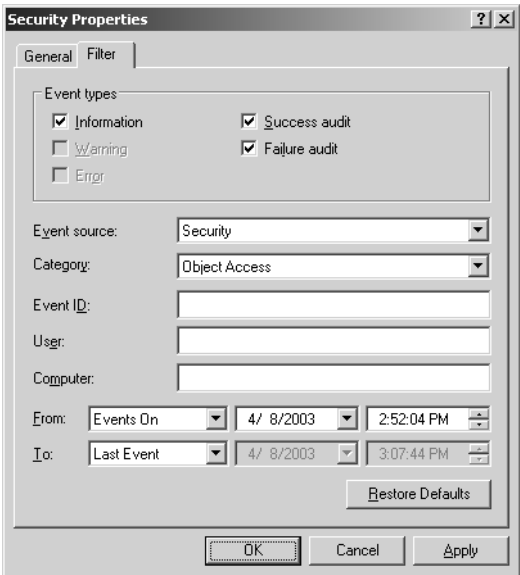 Security Properties ? X
General Filter
Event types
Information Success audit
Warning Failure audit
Error
Event source: Security
Category: Object Access
Event ID:
User:
Computer:
From: Events On 4/ 8/2003 2:52:04 PM
To: Last Event 4/ 8/2003 3:07:44 PM
Restore Defaults
OK Cancel Apply